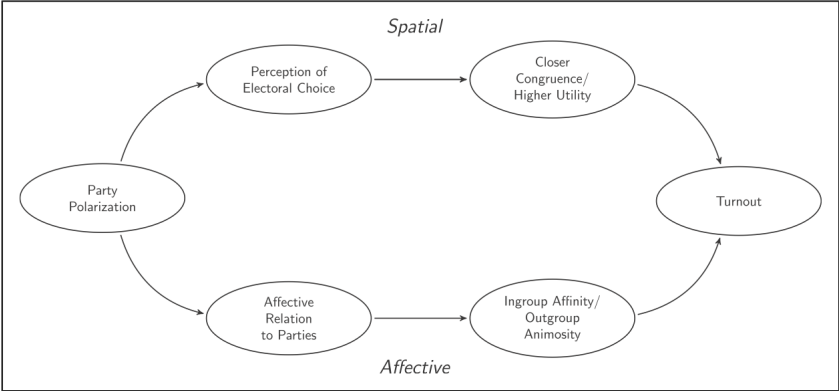 Spatial
Perception of
Electoral Choice
Closer
Congruence/
Higher Utility
Party
Polarization
Turnout
Affective
Relation
to Parties
Ingroup Affinity/
Outgroup
Animosity
Affective